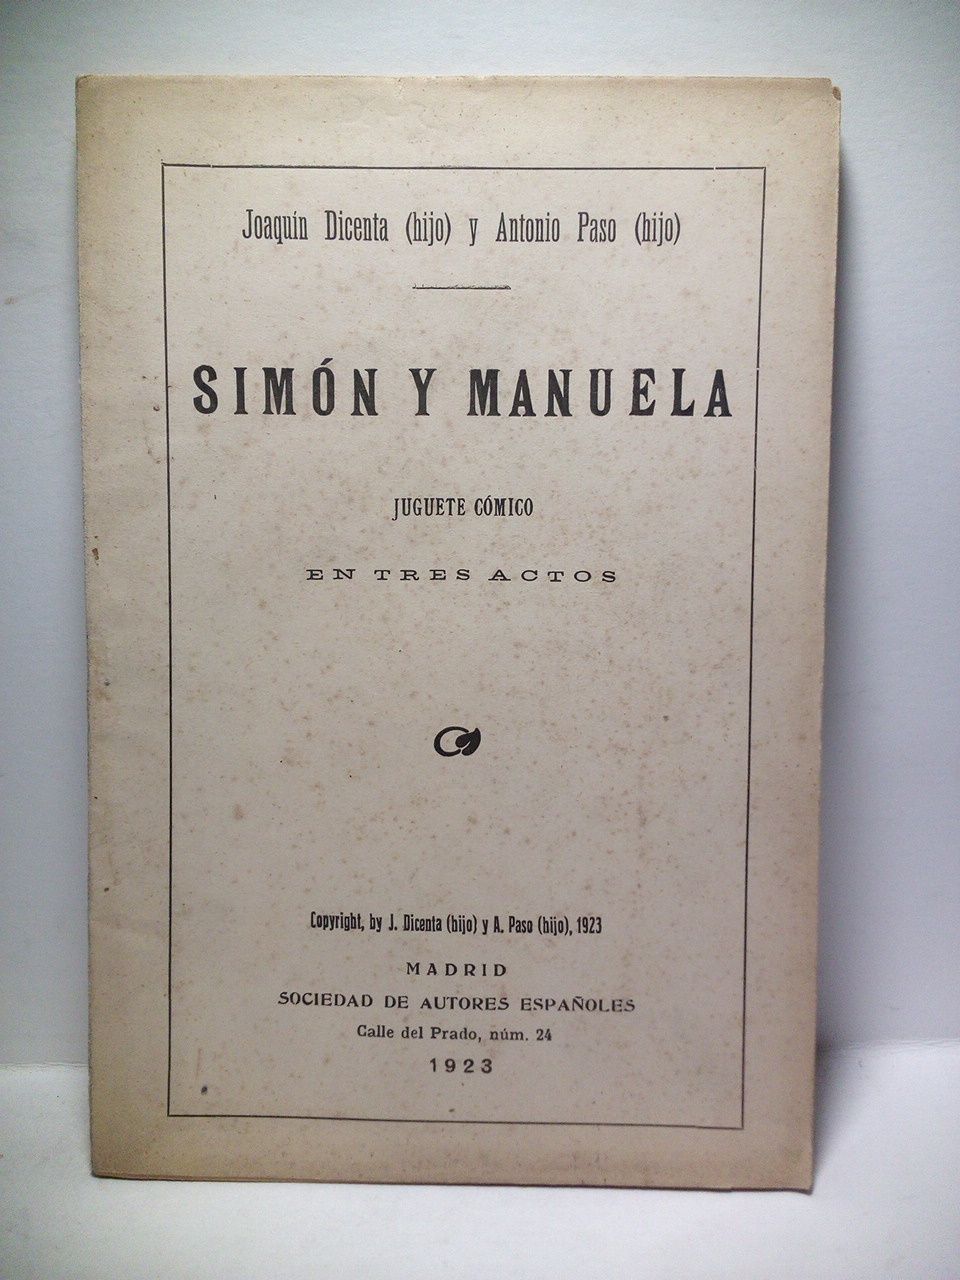 Joaquín Dicenta (hijo) y Antonio Paso (hijo)
SIMÓN Y MANUELA
JUGUETE CÓMICO
EN TRES ACTOS
Copyright, by J. Dicenta (hijo) y A. Paso (hijo), 1923
MADRID
SOCIEDAD DE AUTORES ESPAÑOLES
Calle del Prado, núm. 24
1923